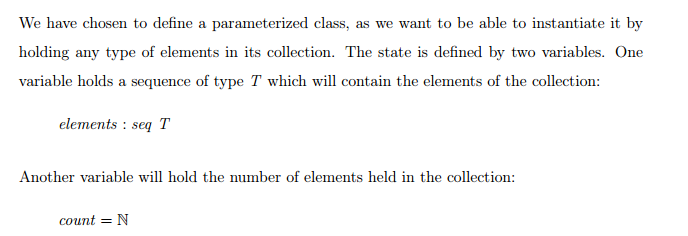 We have chosen to define a parameterized class, as we want to be able to instantiate it by
holding any type of elements in its collection. The state is defined by two variables. One
variable holds a sequence of type T which will contain the elements of the collection:
elements : seq T
Another variable will hold the number of elements held in the collection:
count = ℕ